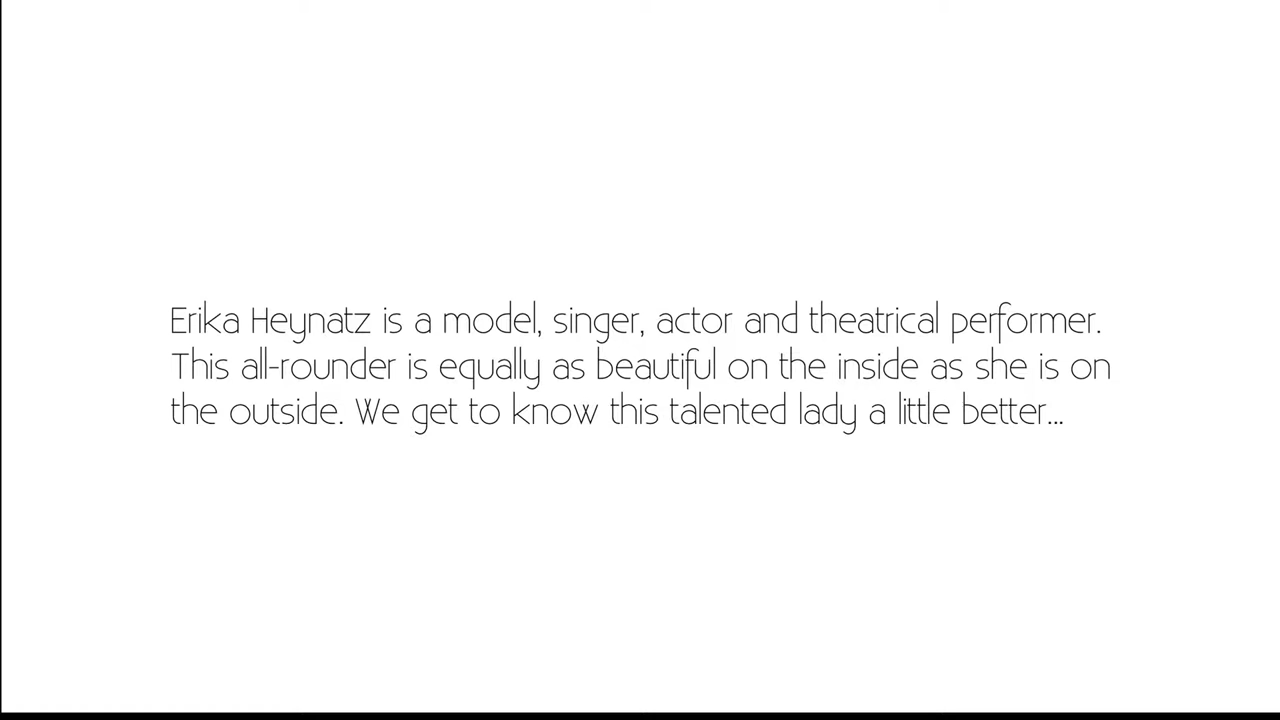 Erika Heynatz is a model, singer, actor and theatrical performer.
This all-rounder is equally as beautiful on the inside as she is on
the outside. We get to know this talented lady a little better...